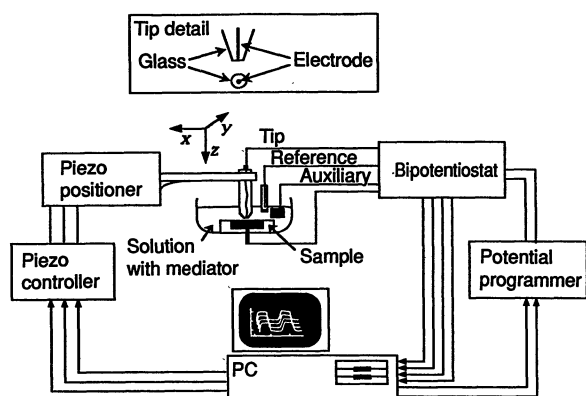 Tip detail
Glass
Electrode
x
y
z
Tip
Reference
Auxiliary
Piezo
positioner
Bipotentiostat
Solution
with mediator
Sample
Piezo
controller
Potential
programmer
PC